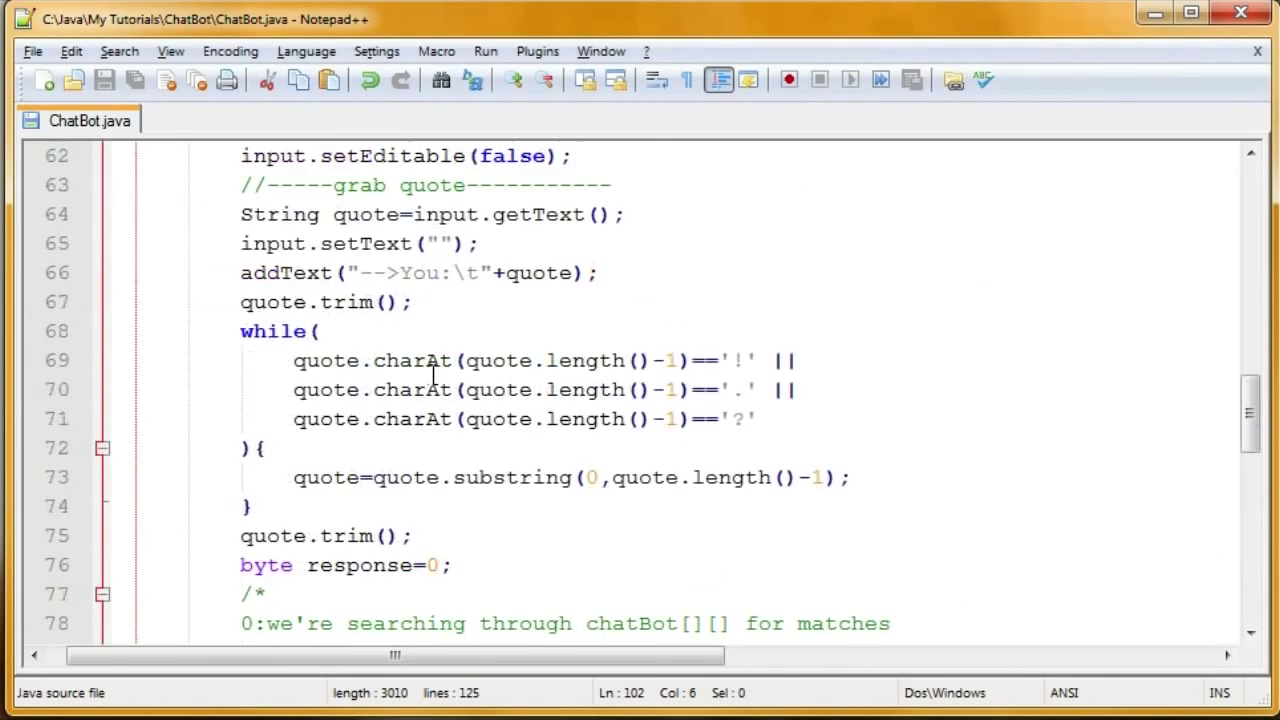 C:\Java\My Tutorials\ChatBot\ChatBot.java - Notepad++
File Edit Search View Encoding Language Settings Macro Run Plugins Window ? X
ABC
ChatBot.java
62 input.setEditable(false);
63 //-----grab quote-----------
64 String quote=input.getText();
65 input.setText("");
66 addText("-->You:\t"+quote);
67 quote.trim();
68 while(
69 quote.charAt(quote.length()-1)=='!' ||
70 quote.charAt(quote.length()-1)=='.' ||
71 quote.charAt(quote.length()-1)=='?'
72 ){
73 quote=quote.substring(0,quote.length()-1);
74 }
75 quote.trim();
76 byte response=0;
77 /*
78 0:we're searching through chatBot[][] for matches
Java source file length : 3010 lines : 125 Ln : 102 Col : 6 Sel : 0 Dos\Windows ANSI INS